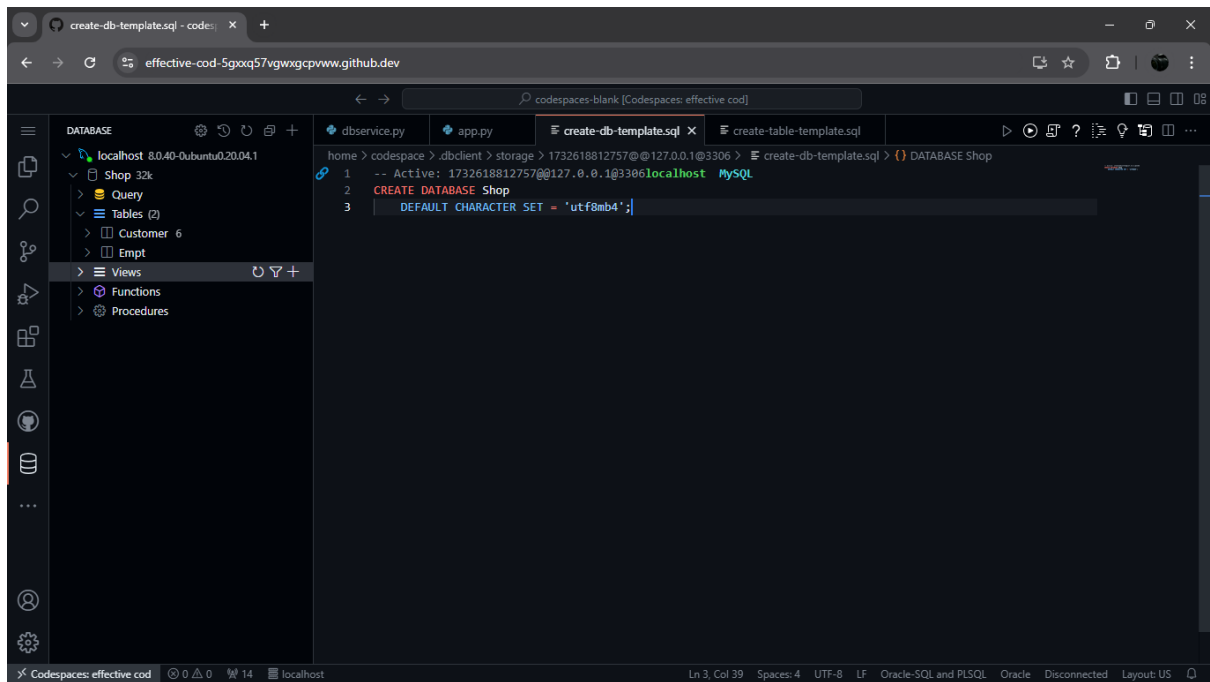 create-db-template.sql - codes
effective-cod-5gxxq57vgwxgcpvww.github.dev
codespaces-blank [Codespaces: effective cod]
DATABASE
dbservice.py
app.py
create-db-template.sql
create-table-template.sql
localhost 8.0.40-0ubuntu0.20.04.1
home > codespace > .dbclient > storage > 1732618812757@@127.0.0.1@3306 > create-db-template.sql > {} DATABASE Shop
Shop 32k
Query
Tables (2)
Customer 6
Empt
Views
Functions
Procedures
1 -- Active: 1732618812757@@127.0.0.1@3306localhost MySQL
2 CREATE DATABASE Shop
3 DEFAULT CHARACTER SET = 'utf8mb4';
Codespaces: effective cod 0 0 14 localhost
Ln 3, Col 39 Spaces: 4 UTF-8 LF Oracle-SQL and PLSQL Oracle Disconnected Layout: US